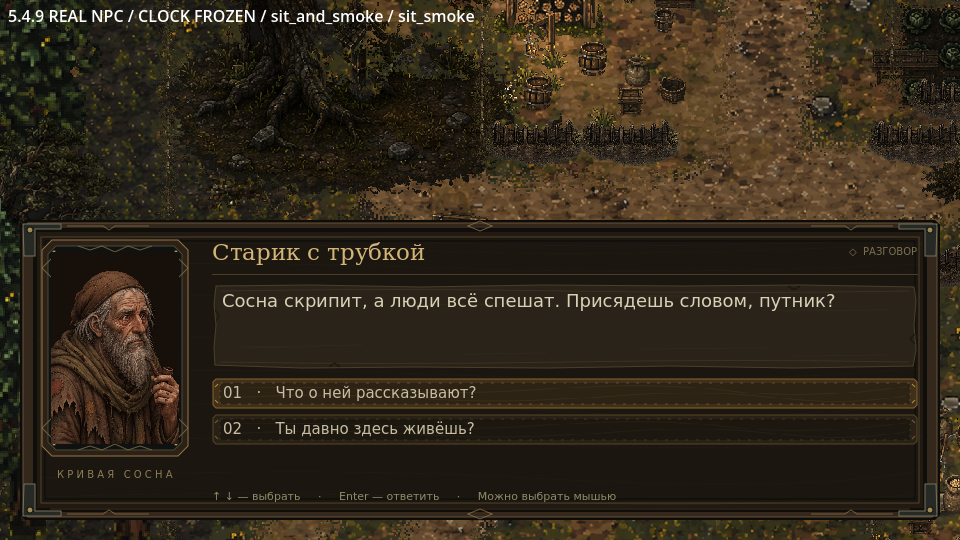 5.4.9 REAL NPC / CLOCK FROZEN / sit_and_smoke / sit_smoke
Старик с трубкой
◇ РАЗГОВОР
Сосна скрипит, а люди всё спешат. Присядешь словом, путник?
01 · Что о ней рассказывают?
02 · Ты давно здесь живёшь?
КРИВАЯ СОСНА
↑ ↓ — выбрать · Enter — ответить · Можно выбрать мышью